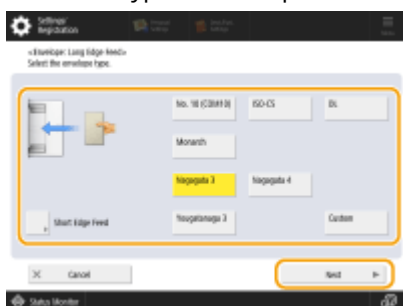 Settings/
Registration
<Envelope: Long Edge Feed>
Select the envelope type.
No. 10 (COM10)
ISO-C5
DL
Monarch
Nagagata 3
Nagagata 4
Short Edge Feed
Yougatanaga 3
Custom
Cancel
Next
Status Monitor